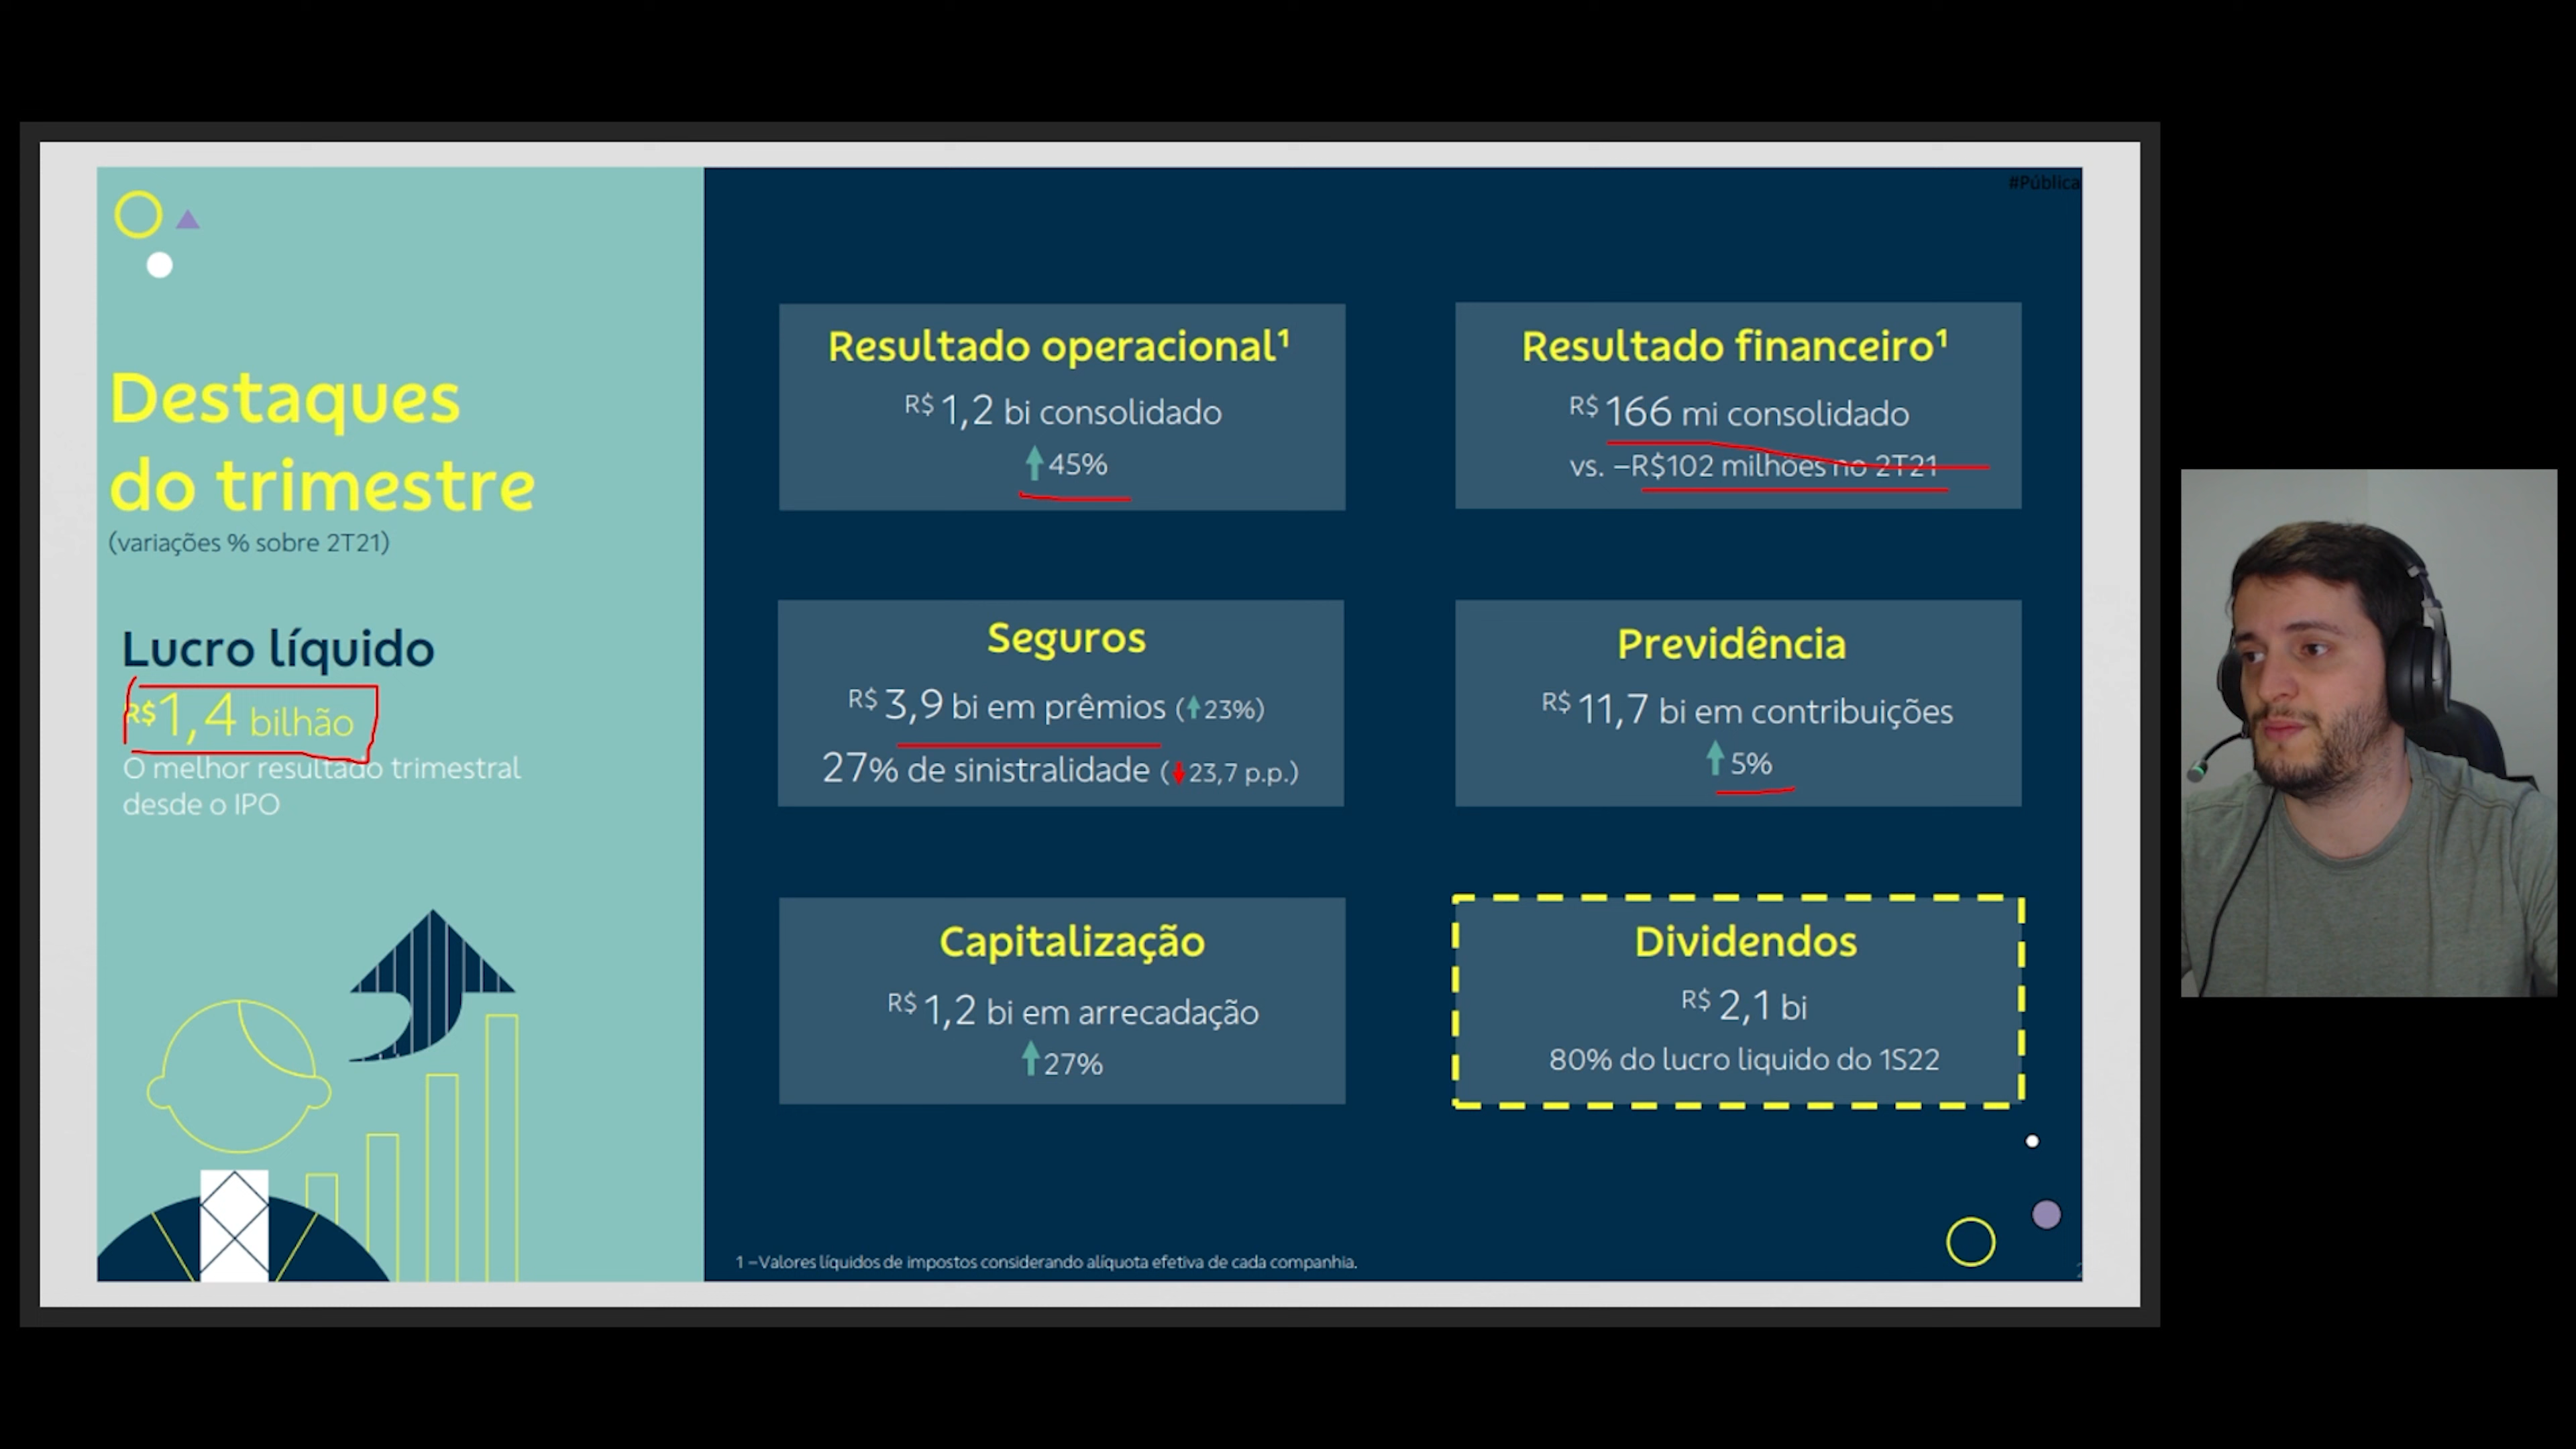 #Pública
Destaques
do trimestre
(variações % sobre 2T21)
Lucro líquido
R$1,4 bilhão
O melhor resultado trimestral
desde o IPO
Resultado operacional¹
R$ 1,2 bi consolidado
↑45%
Resultado financeiro¹
R$ 166 mi consolidado
vs. –R$102 milhões no 2T21
Seguros
R$ 3,9 bi em prêmios (↑23%)
27% de sinistralidade (↓23,7 p.p.)
Previdência
R$ 11,7 bi em contribuições
↑5%
Capitalização
R$ 1,2 bi em arrecadação
↑27%
Dividendos
R$ 2,1 bi
80% do lucro liquido do 1S22
1 –Valores líquidos de impostos considerando alíquota efetiva de cada companhia.